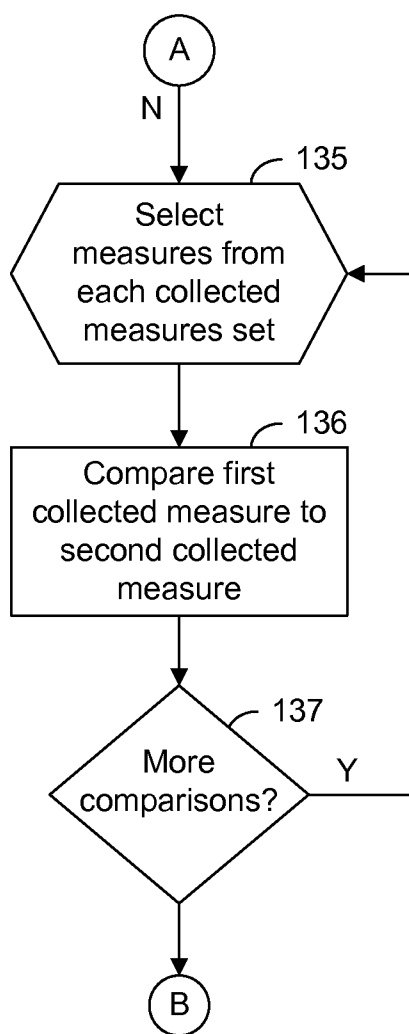 A
N
135
Select
measures from
each collected
measures set
136
Compare first
collected measure to
second collected
measure
137
More
comparisons?
Y
B